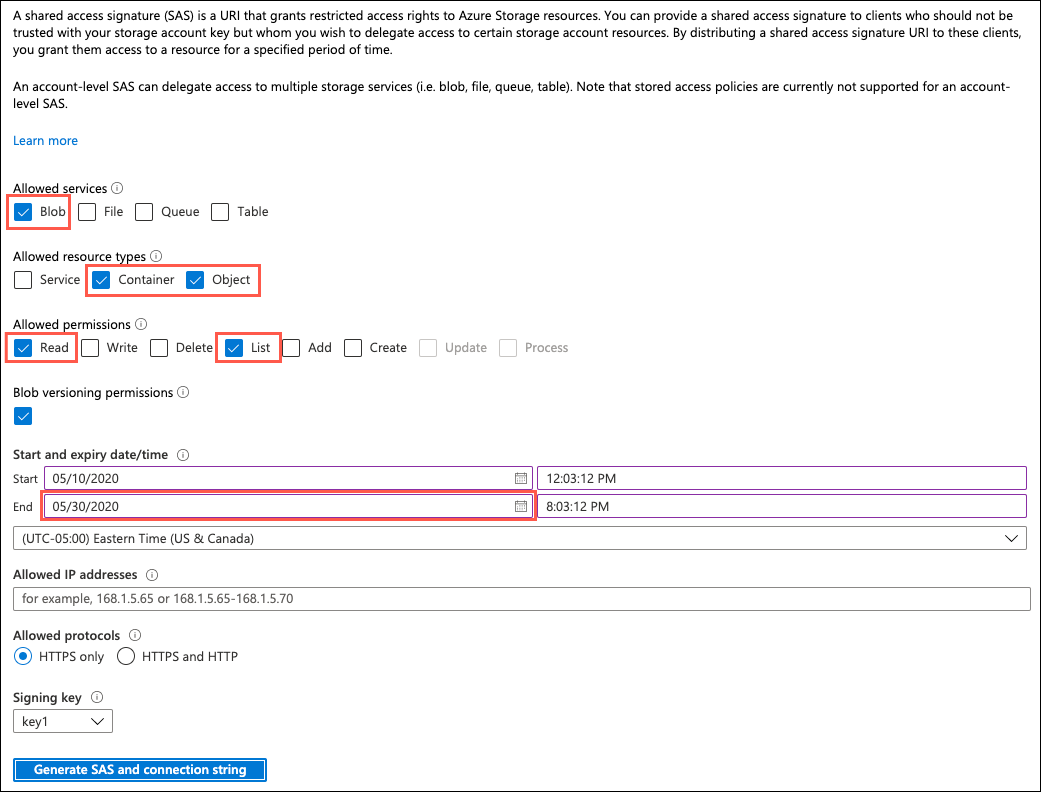 A shared access signature (SAS) is a URI that grants restricted access rights to Azure Storage resources. You can provide a shared access signature to clients who should not be
trusted with your storage account key but whom you wish to delegate access to certain storage account resources. By distributing a shared access signature URI to these clients,
you grant them access to a resource for a specified period of time.
An account-level SAS can delegate access to multiple storage services (i.e. blob, file, queue, table). Note that stored access policies are currently not supported for an account-
level SAS.
Learn more
Allowed services
Blob File Queue Table
Allowed resource types
Service Container Object
Allowed permissions
Read Write Delete List Add Create Update Process
Blob versioning permissions
Start and expiry date/time
Start 05/10/2020 12:03:12 PM
End 05/30/2020 8:03:12 PM
(UTC-05:00) Eastern Time (US & Canada)
Allowed IP addresses
for example, 168.1.5.65 or 168.1.5.65-168.1.5.70
Allowed protocols
HTTPS only HTTPS and HTTP
Signing key
key1
Generate SAS and connection string